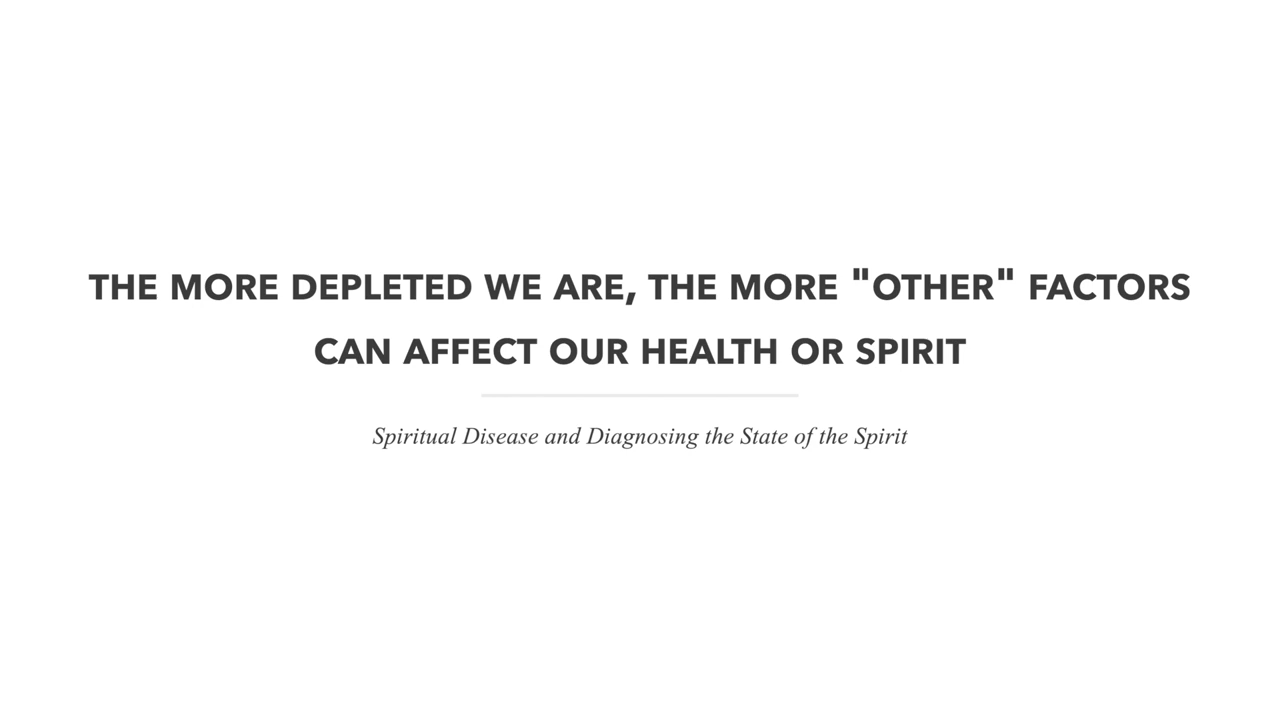 THE MORE DEPLETED WE ARE, THE MORE "OTHER" FACTORS
CAN AFFECT OUR HEALTH OR SPIRIT
Spiritual Disease and Diagnosing the State of the Spirit